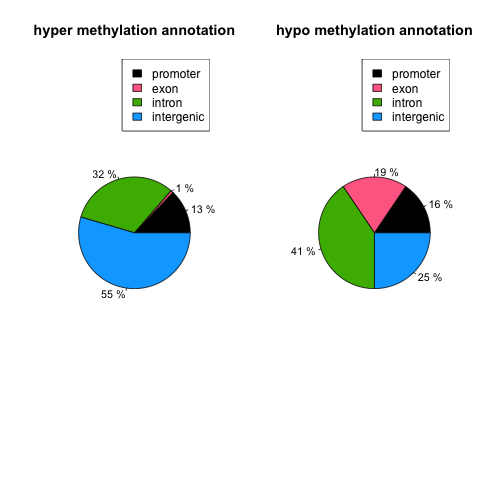 hyper methylation annotation
promoter
exon
intron
intergenic
32 %
1 %
13 %
55 %
hypo methylation annotation
promoter
exon
intron
intergenic
19 %
16 %
41 %
25 %